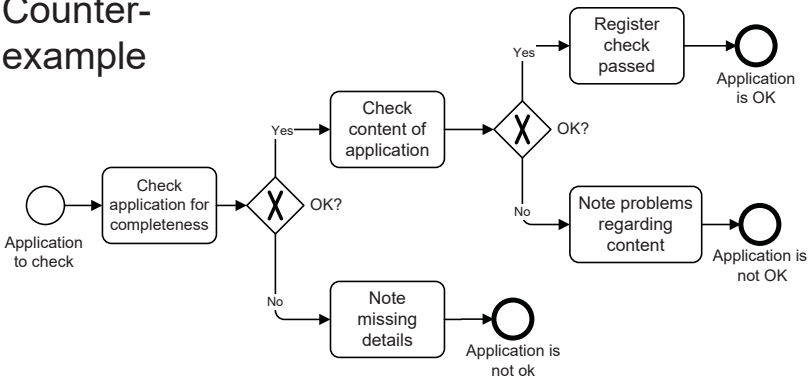 Counter-
example
Register
check
passed
Yes
Application
is OK
Check
content of
application
OK?
Yes
Check
application for
completeness
OK?
Application
to check
No
Note problems
regarding
content
Application is
not OK
No
Note
missing
details
Application is
not ok